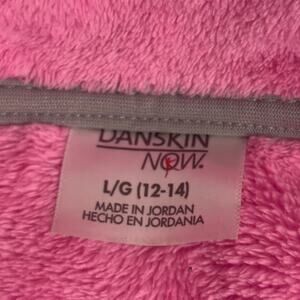 DANSKIN
NOW.
L/G (12-14)
MADE IN JORDAN
HECHO EN JORDANIA